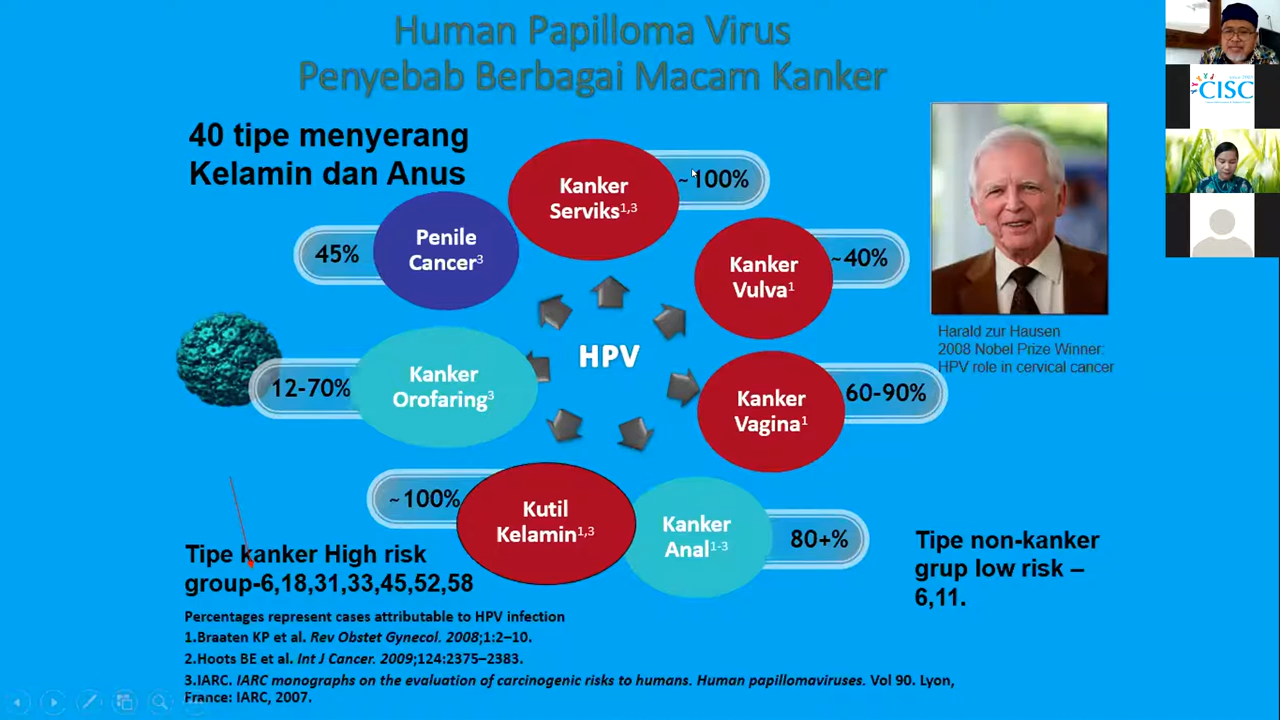 Human Papilloma Virus
Penyebab Berbagai Macam Kanker
40 tipe menyerang
Kelamin dan Anus
Kanker
Serviks1,3
~100%
Penile
Cancer3
45%
Kanker
Vulva1
~40%
HPV
Kanker
Orofaring3
12-70%
Kanker
Vagina1
60-90%
Kutil
Kelamin1,3
~100%
Kanker
Anal1-3
80+%
Harald zur Hausen
2008 Nobel Prize Winner:
HPV role in cervical cancer
Tipe kanker High risk
group-6,18,31,33,45,52,58
Tipe non-kanker
grup low risk –
6,11.
Percentages represent cases attributable to HPV infection
1.Braaten KP et al. Rev Obstet Gynecol. 2008;1:2–10.
2.Hoots BE et al. Int J Cancer. 2009;124:2375–2383.
3.IARC. IARC monographs on the evaluation of carcinogenic risks to humans. Human papillomaviruses. Vol 90. Lyon,
France: IARC, 2007.
CISC